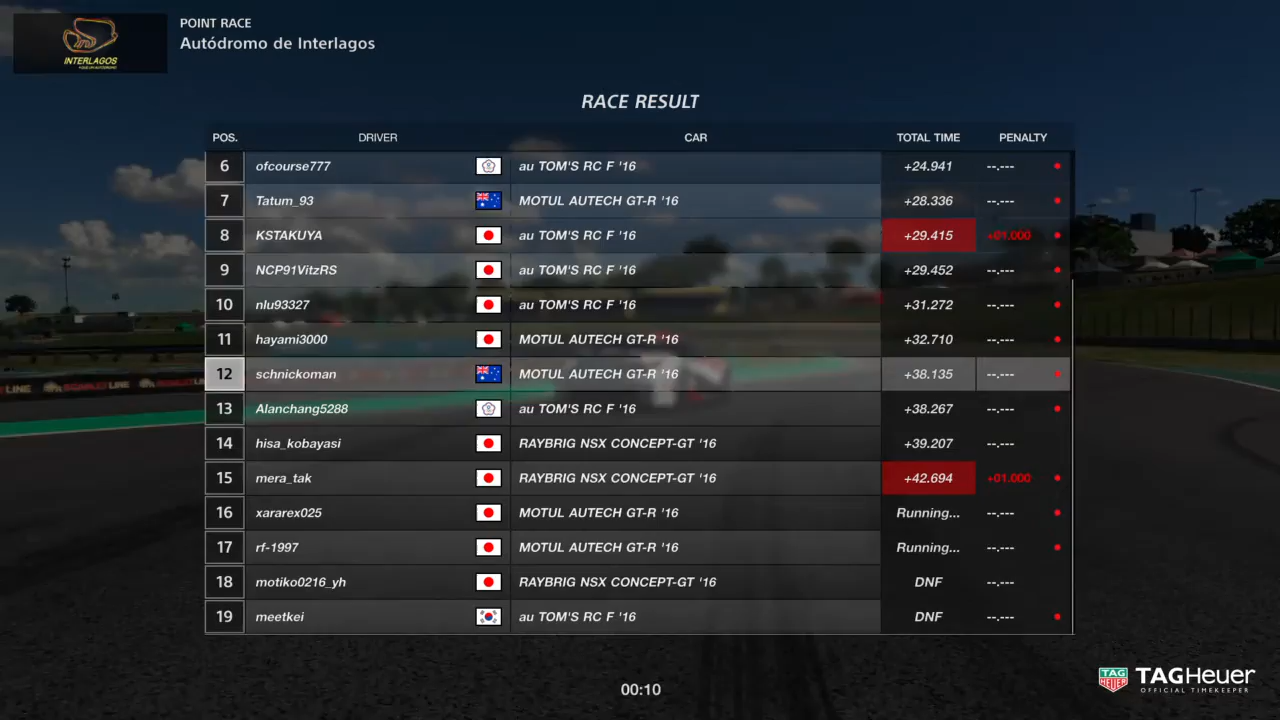 POINT RACE
Autódromo de Interlagos
INTERLAGOS
RACE RESULT
POS. DRIVER CAR TOTAL TIME PENALTY
6 ofcourse777 au TOM'S RC F '16 +24.941 --.---
7 Tatum_93 MOTUL AUTECH GT-R '16 +28.336 --.---
8 KSTAKUYA au TOM'S RC F '16 +29.415 +01.000
9 NCP91VitzRS au TOM'S RC F '16 +29.452 --.---
10 nlu93327 au TOM'S RC F '16 +31.272 --.---
11 hayami3000 MOTUL AUTECH GT-R '16 +32.710 --.---
12 schnickoman MOTUL AUTECH GT-R '16 +38.135 --.---
13 Alanchang5288 au TOM'S RC F '16 +38.267 --.---
14 hisa_kobayasi RAYBRIG NSX CONCEPT-GT '16 +39.207 --.---
15 mera_tak RAYBRIG NSX CONCEPT-GT '16 +42.694 +01.000
16 xararex025 MOTUL AUTECH GT-R '16 Running... --.---
17 rf-1997 MOTUL AUTECH GT-R '16 Running... --.---
18 motiko0216_yh RAYBRIG NSX CONCEPT-GT '16 DNF --.---
19 meetkei au TOM'S RC F '16 DNF --.---
00:10
TAG HEUER
TAGHeuer
OFFICIAL TIMEKEEPER